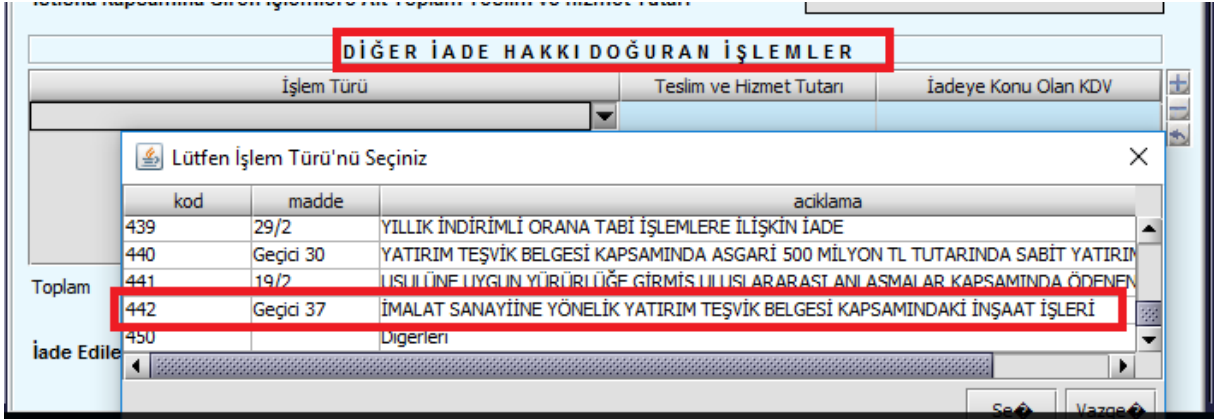 DİĞER İADE HAKKI DOĞURAN İŞLEMLER
İşlem Türü Teslim ve Hizmet Tutarı İadeye Konu Olan KDV
Lütfen İşlem Türü'nü Seçiniz
kod madde aciklama
439 29/2 YILLIK İNDİRİMLİ ORANA TABİ İŞLEMLERE İLİŞKİN İADE
440 Geçici 30 YATIRIM TEŞVİK BELGESİ KAPSAMINDA ASGARİ 500 MİLYON TL TUTARINDA SABİT YATIRIM
Toplam
441 19/2 USULÜNE UYGUN YÜRÜRLÜĞE GİRMİŞ ULUSLARARASI ANLAŞMALAR KAPSAMINDA ÖDENEN
442 Geçici 37 İMALAT SANAYİİNE YÖNELİK YATIRIM TEŞVİK BELGESİ KAPSAMINDAKİ İNŞAAT İŞLERİ
450 Diğerleri
İade Edile
Se� Vazge�